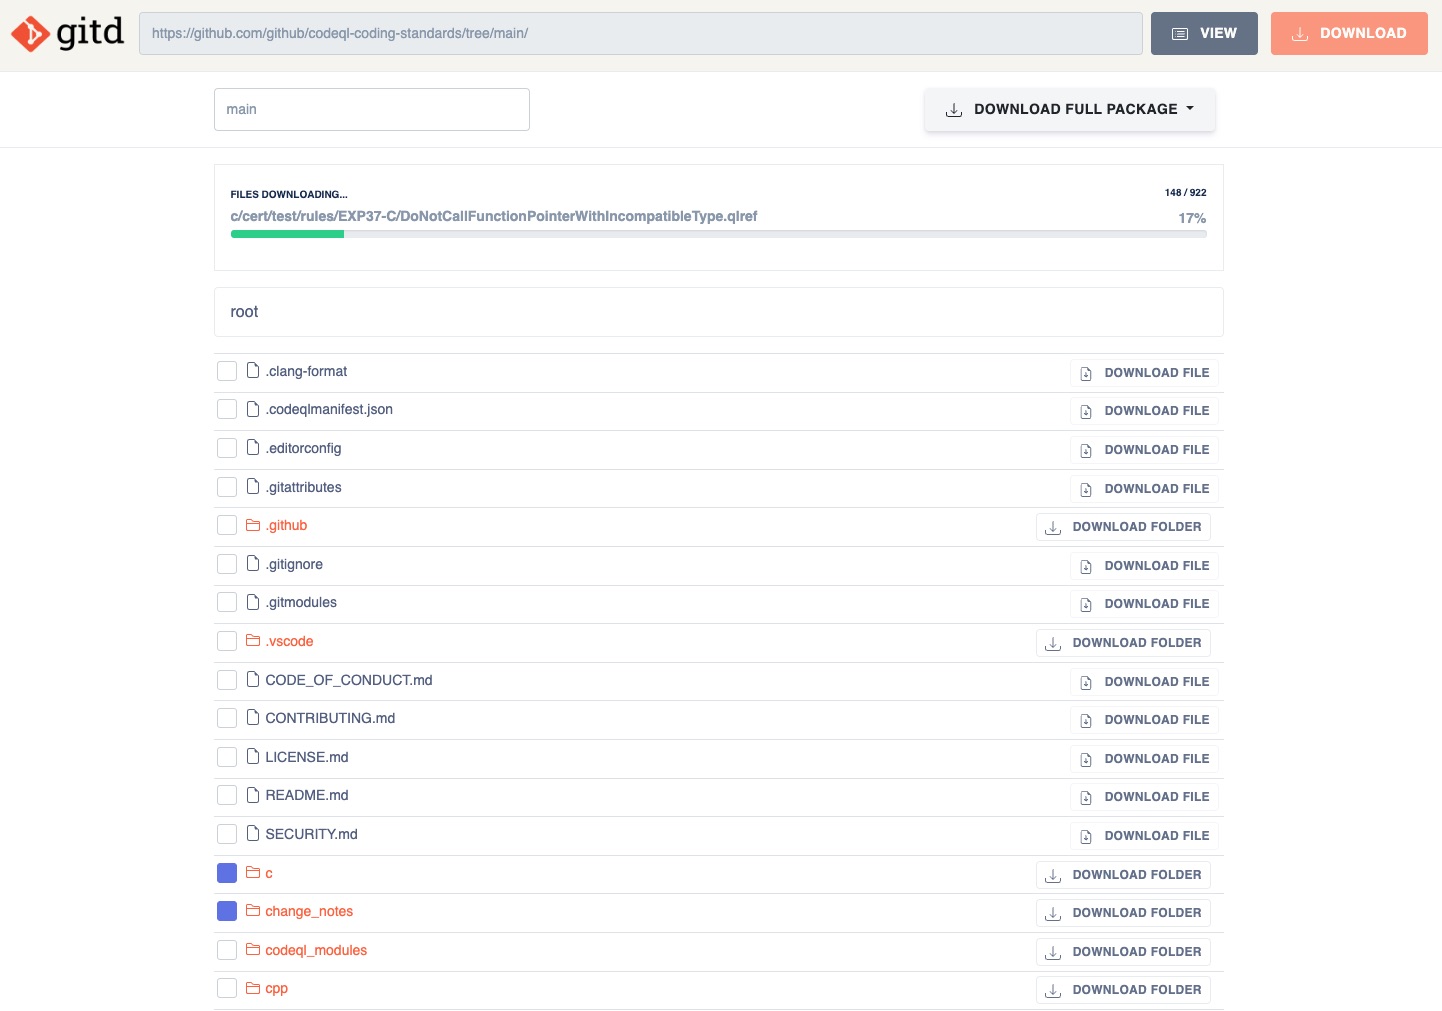 gitd
https://github.com/github/codeql-coding-standards/tree/main/
VIEW
DOWNLOAD
main
DOWNLOAD FULL PACKAGE
FILES DOWNLOADING...
148 / 922
c/cert/test/rules/EXP37-C/DoNotCallFunctionPointerWithIncompatibleType.qlref
17%
root
.clang-format
DOWNLOAD FILE
.codeqlmanifest.json
DOWNLOAD FILE
.editorconfig
DOWNLOAD FILE
.gitattributes
DOWNLOAD FILE
.github
DOWNLOAD FOLDER
.gitignore
DOWNLOAD FILE
.gitmodules
DOWNLOAD FILE
.vscode
DOWNLOAD FOLDER
CODE_OF_CONDUCT.md
DOWNLOAD FILE
CONTRIBUTING.md
DOWNLOAD FILE
LICENSE.md
DOWNLOAD FILE
README.md
DOWNLOAD FILE
SECURITY.md
DOWNLOAD FILE
c
DOWNLOAD FOLDER
change_notes
DOWNLOAD FOLDER
codeql_modules
DOWNLOAD FOLDER
cpp
DOWNLOAD FOLDER